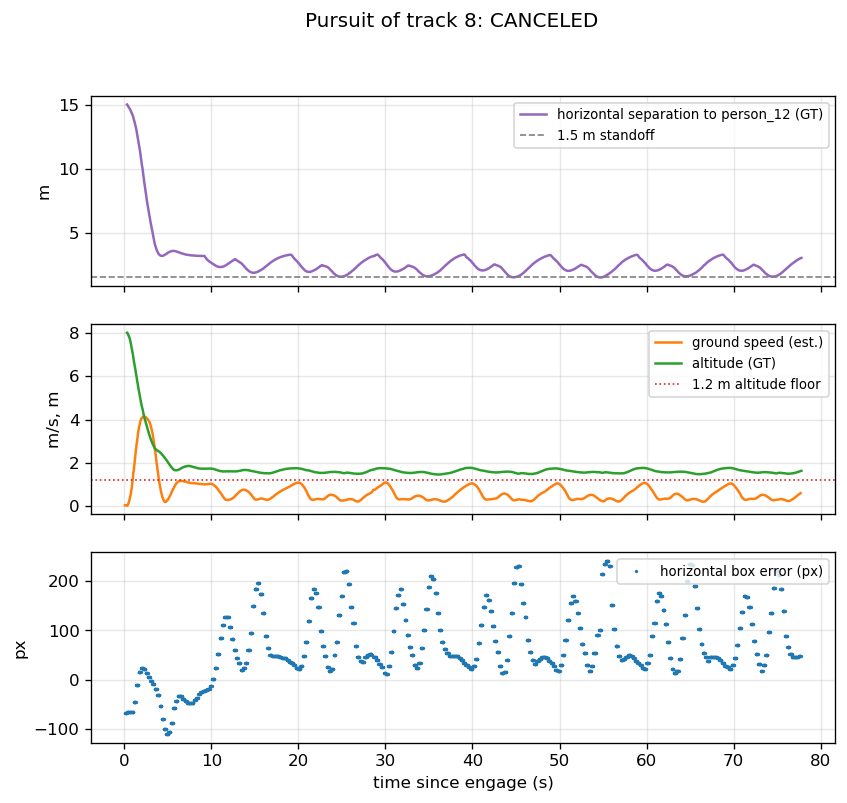 Pursuit of track 8: CANCELED
15
10
5
m
horizontal separation to person_12 (GT)
1.5 m standoff
8
6
4
2
0
m/s, m
ground speed (est.)
altitude (GT)
1.2 m altitude floor
200
100
0
−100
px
horizontal box error (px)
0 10 20 30 40 50 60 70 80
time since engage (s)